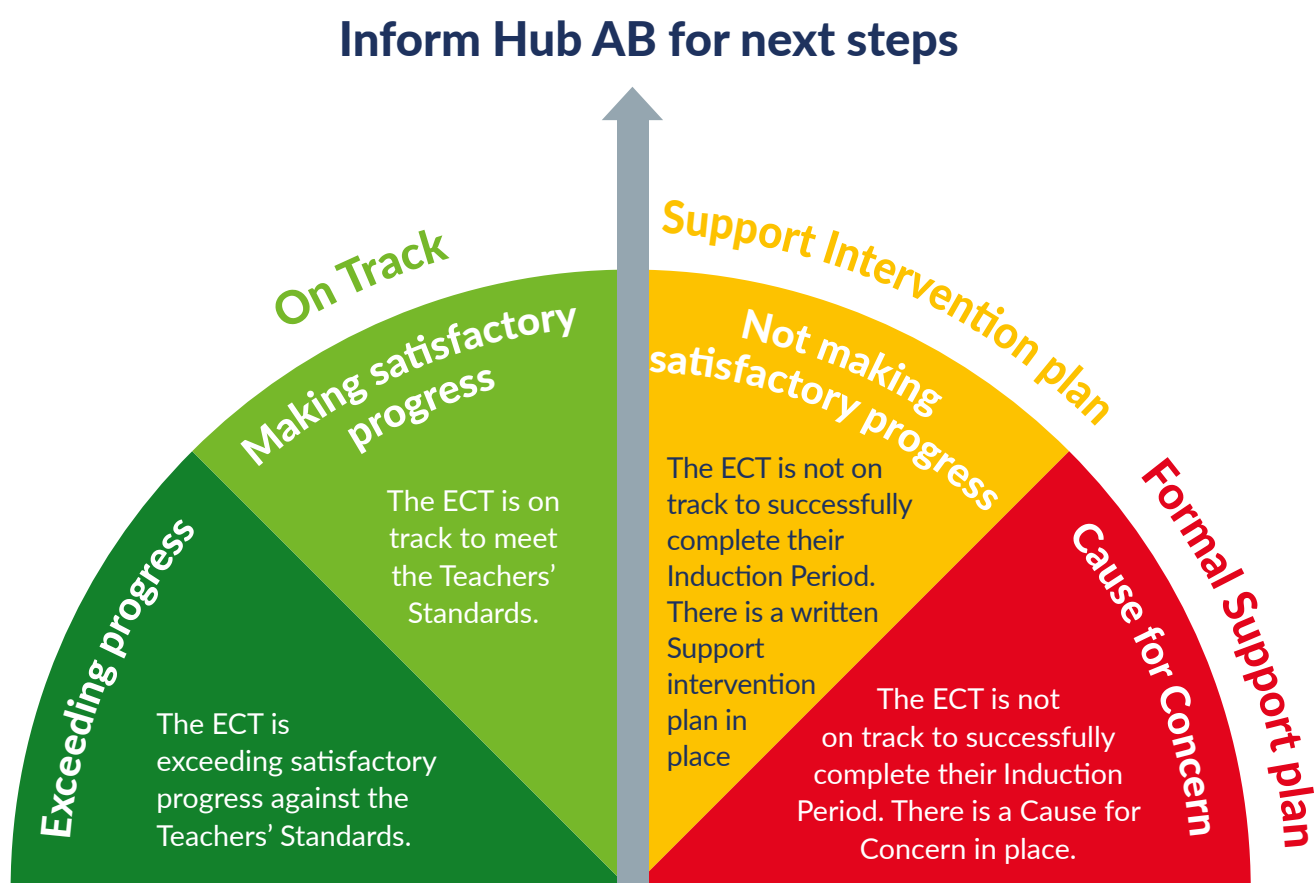 Inform Hub AB for next steps
On Track
Support Intervention plan
Formal Support plan
Exceeding progress
The ECT is
exceeding satisfactory
progress against the
Teachers’ Standards.
Making satisfactory
progress
The ECT is on
track to meet
the Teachers’
Standards.
Not making
satisfactory progress
The ECT is not on
track to successfully
complete their
Induction Period.
There is a written
Support
intervention
plan in
place
Cause for Concern
The ECT is not
on track to successfully
complete their Induction
Period. There is a Cause for
Concern in place.